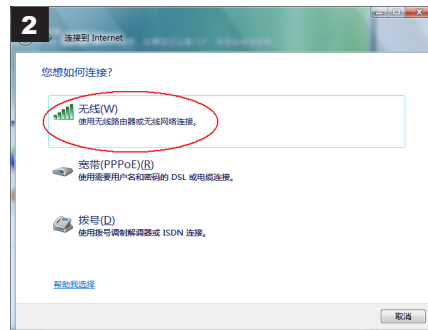 2
连接到 Internet
您想如何连接?
无线(W)
使用无线路由器或无线网络连接。
宽带(PPPoE)(R)
使用需要用户名和密码的 DSL 或电缆连接。
拨号(D)
使用拨号调制解调器或 ISDN 连接。
帮助我选择
取消